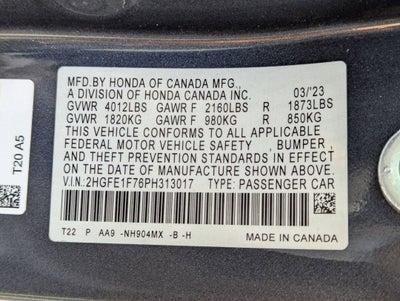 MFD.BY HONDA OF CANADA MFG.,
A DIVISION OF HONDA CANADA INC. 03/'23
GVWR 4012LBS GAWR F 2160LBS R 1873LBS
GVWR 1820KG GAWR F 980KG R 850KG
THIS VEHICLE CONFORMS TO ALL APPLICABLE
FEDERAL MOTOR VEHICLE SAFETY , BUMPER ,
AND THEFT PREVENTION STANDARDS IN EFFECT
ON THE DATE OF MANUFACTURE SHOWN ABOVE.
V.I.N.:2HGFE1F76PH313017 TYPE: PASSENGER CAR
T22 P AA9 -NH904MX -B -H MADE IN CANADA
T20 A5